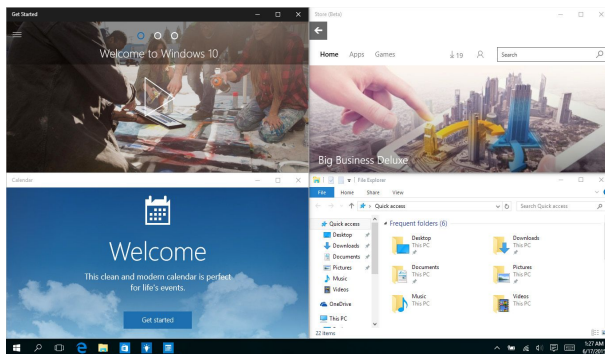 Get Started
Welcome to Windows 10
Store (Beta)
Home Apps Games 19 Search
Big Business Deluxe
Calendar
Welcome
This clean and modern calendar is perfect
for life's events.
Get started
File Explorer
File Home Share View
Quick access
Search Quick access
Quick access
Desktop
Downloads
Documents
Pictures
Music
Videos
OneDrive
This PC
Frequent folders (6)
Desktop
This PC
Downloads
This PC
Documents
This PC
Pictures
This PC
Music
This PC
Videos
This PC
22 items
1:27 AM